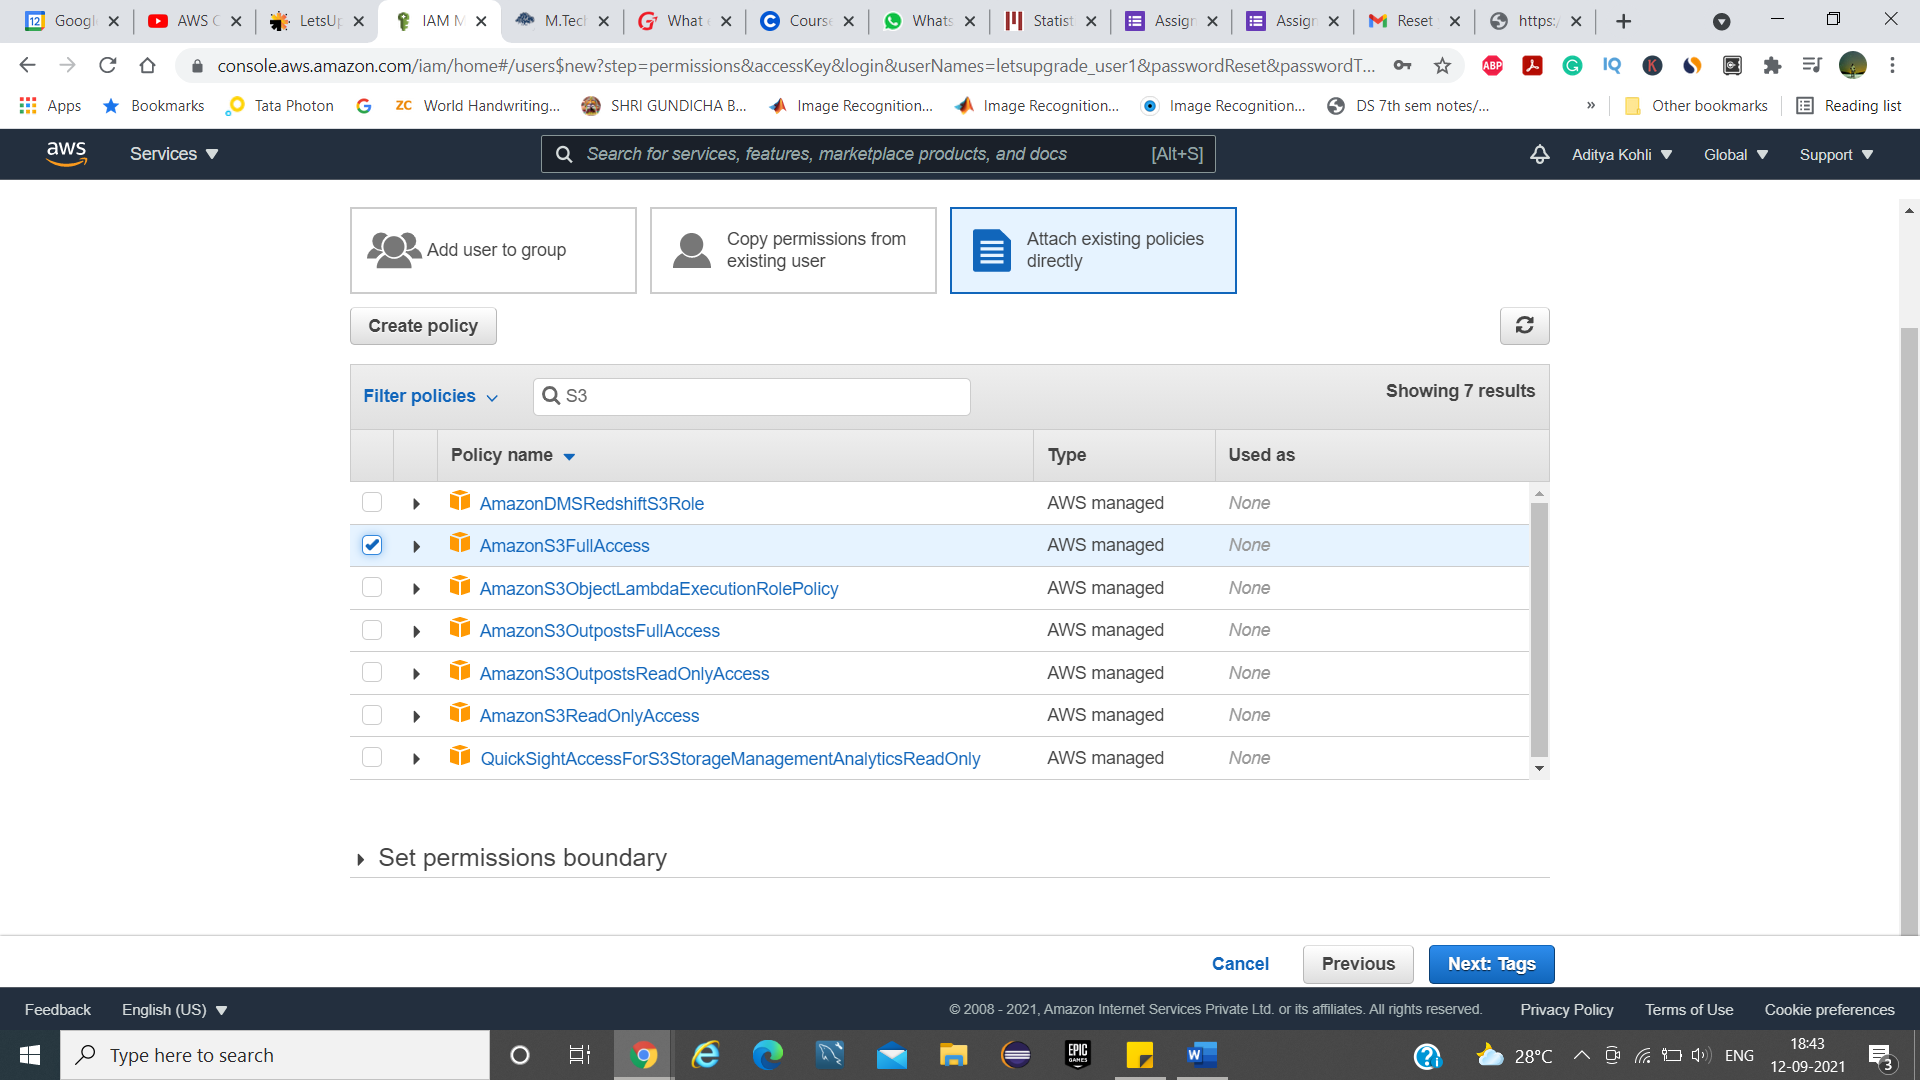 Google
AWS C
LetsUp
IAM M
M.Tech
What
Course
Whats
Statist
Assign
Assign
Reset
https:/
console.aws.amazon.com/iam/home#/users$new?step=permissions&accessKey&login&userNames=letsupgrade_user1&passwordReset&passwordT...
Apps
Bookmarks
Tata Photon
World Handwriting...
SHRI GUNDICHA B...
Image Recognition...
Image Recognition...
Image Recognition...
DS 7th sem notes/...
»
Other bookmarks
Reading list
aws
Services
Search for services, features, marketplace products, and docs
[Alt+S]
Aditya Kohli
Global
Support
Add user to group
Copy permissions from
existing user
Attach existing policies
directly
Create policy
Filter policies
S3
Showing 7 results
Policy name
Type
Used as
AmazonDMSRedshiftS3Role AWS managed None
AmazonS3FullAccess AWS managed None
AmazonS3ObjectLambdaExecutionRolePolicy AWS managed None
AmazonS3OutpostsFullAccess AWS managed None
AmazonS3OutpostsReadOnlyAccess AWS managed None
AmazonS3ReadOnlyAccess AWS managed None
QuickSightAccessForS3StorageManagementAnalyticsReadOnly AWS managed None
Set permissions boundary
Cancel
Previous
Next: Tags
Feedback
English (US)
© 2008 - 2021, Amazon Internet Services Private Ltd. or its affiliates. All rights reserved.
Privacy Policy
Terms of Use
Cookie preferences
Type here to search
28°C
ENG
18:43
12-09-2021
3